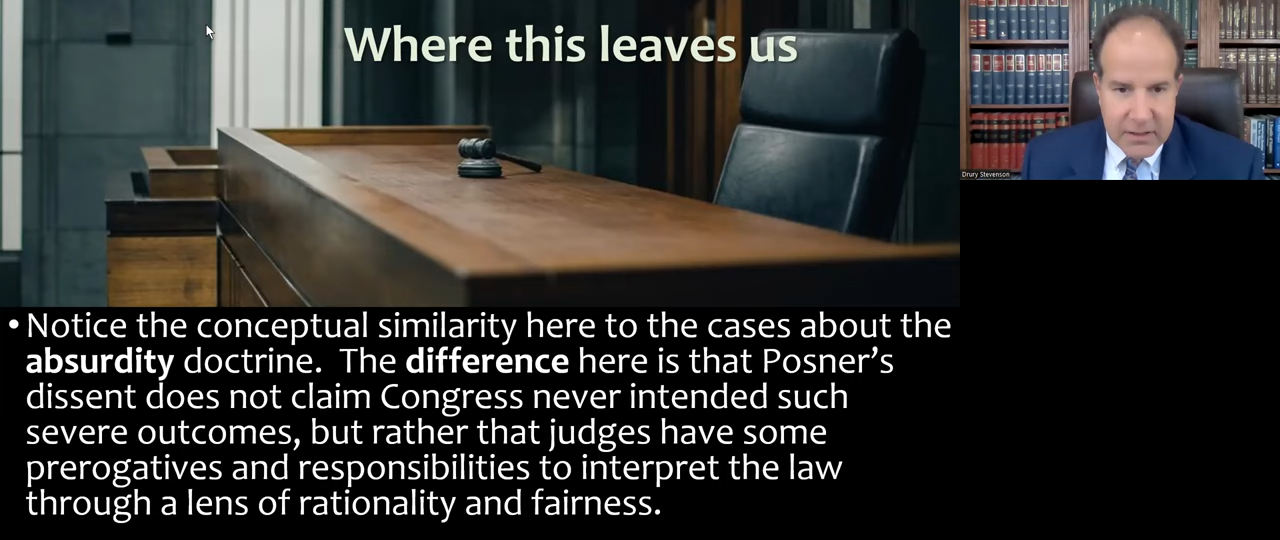 Where this leaves us
Drury Stevenson
• Notice the conceptual similarity here to the cases about the
absurdity doctrine.  The difference here is that Posner’s
dissent does not claim Congress never intended such
severe outcomes, but rather that judges have some
prerogatives and responsibilities to interpret the law
through a lens of rationality and fairness.